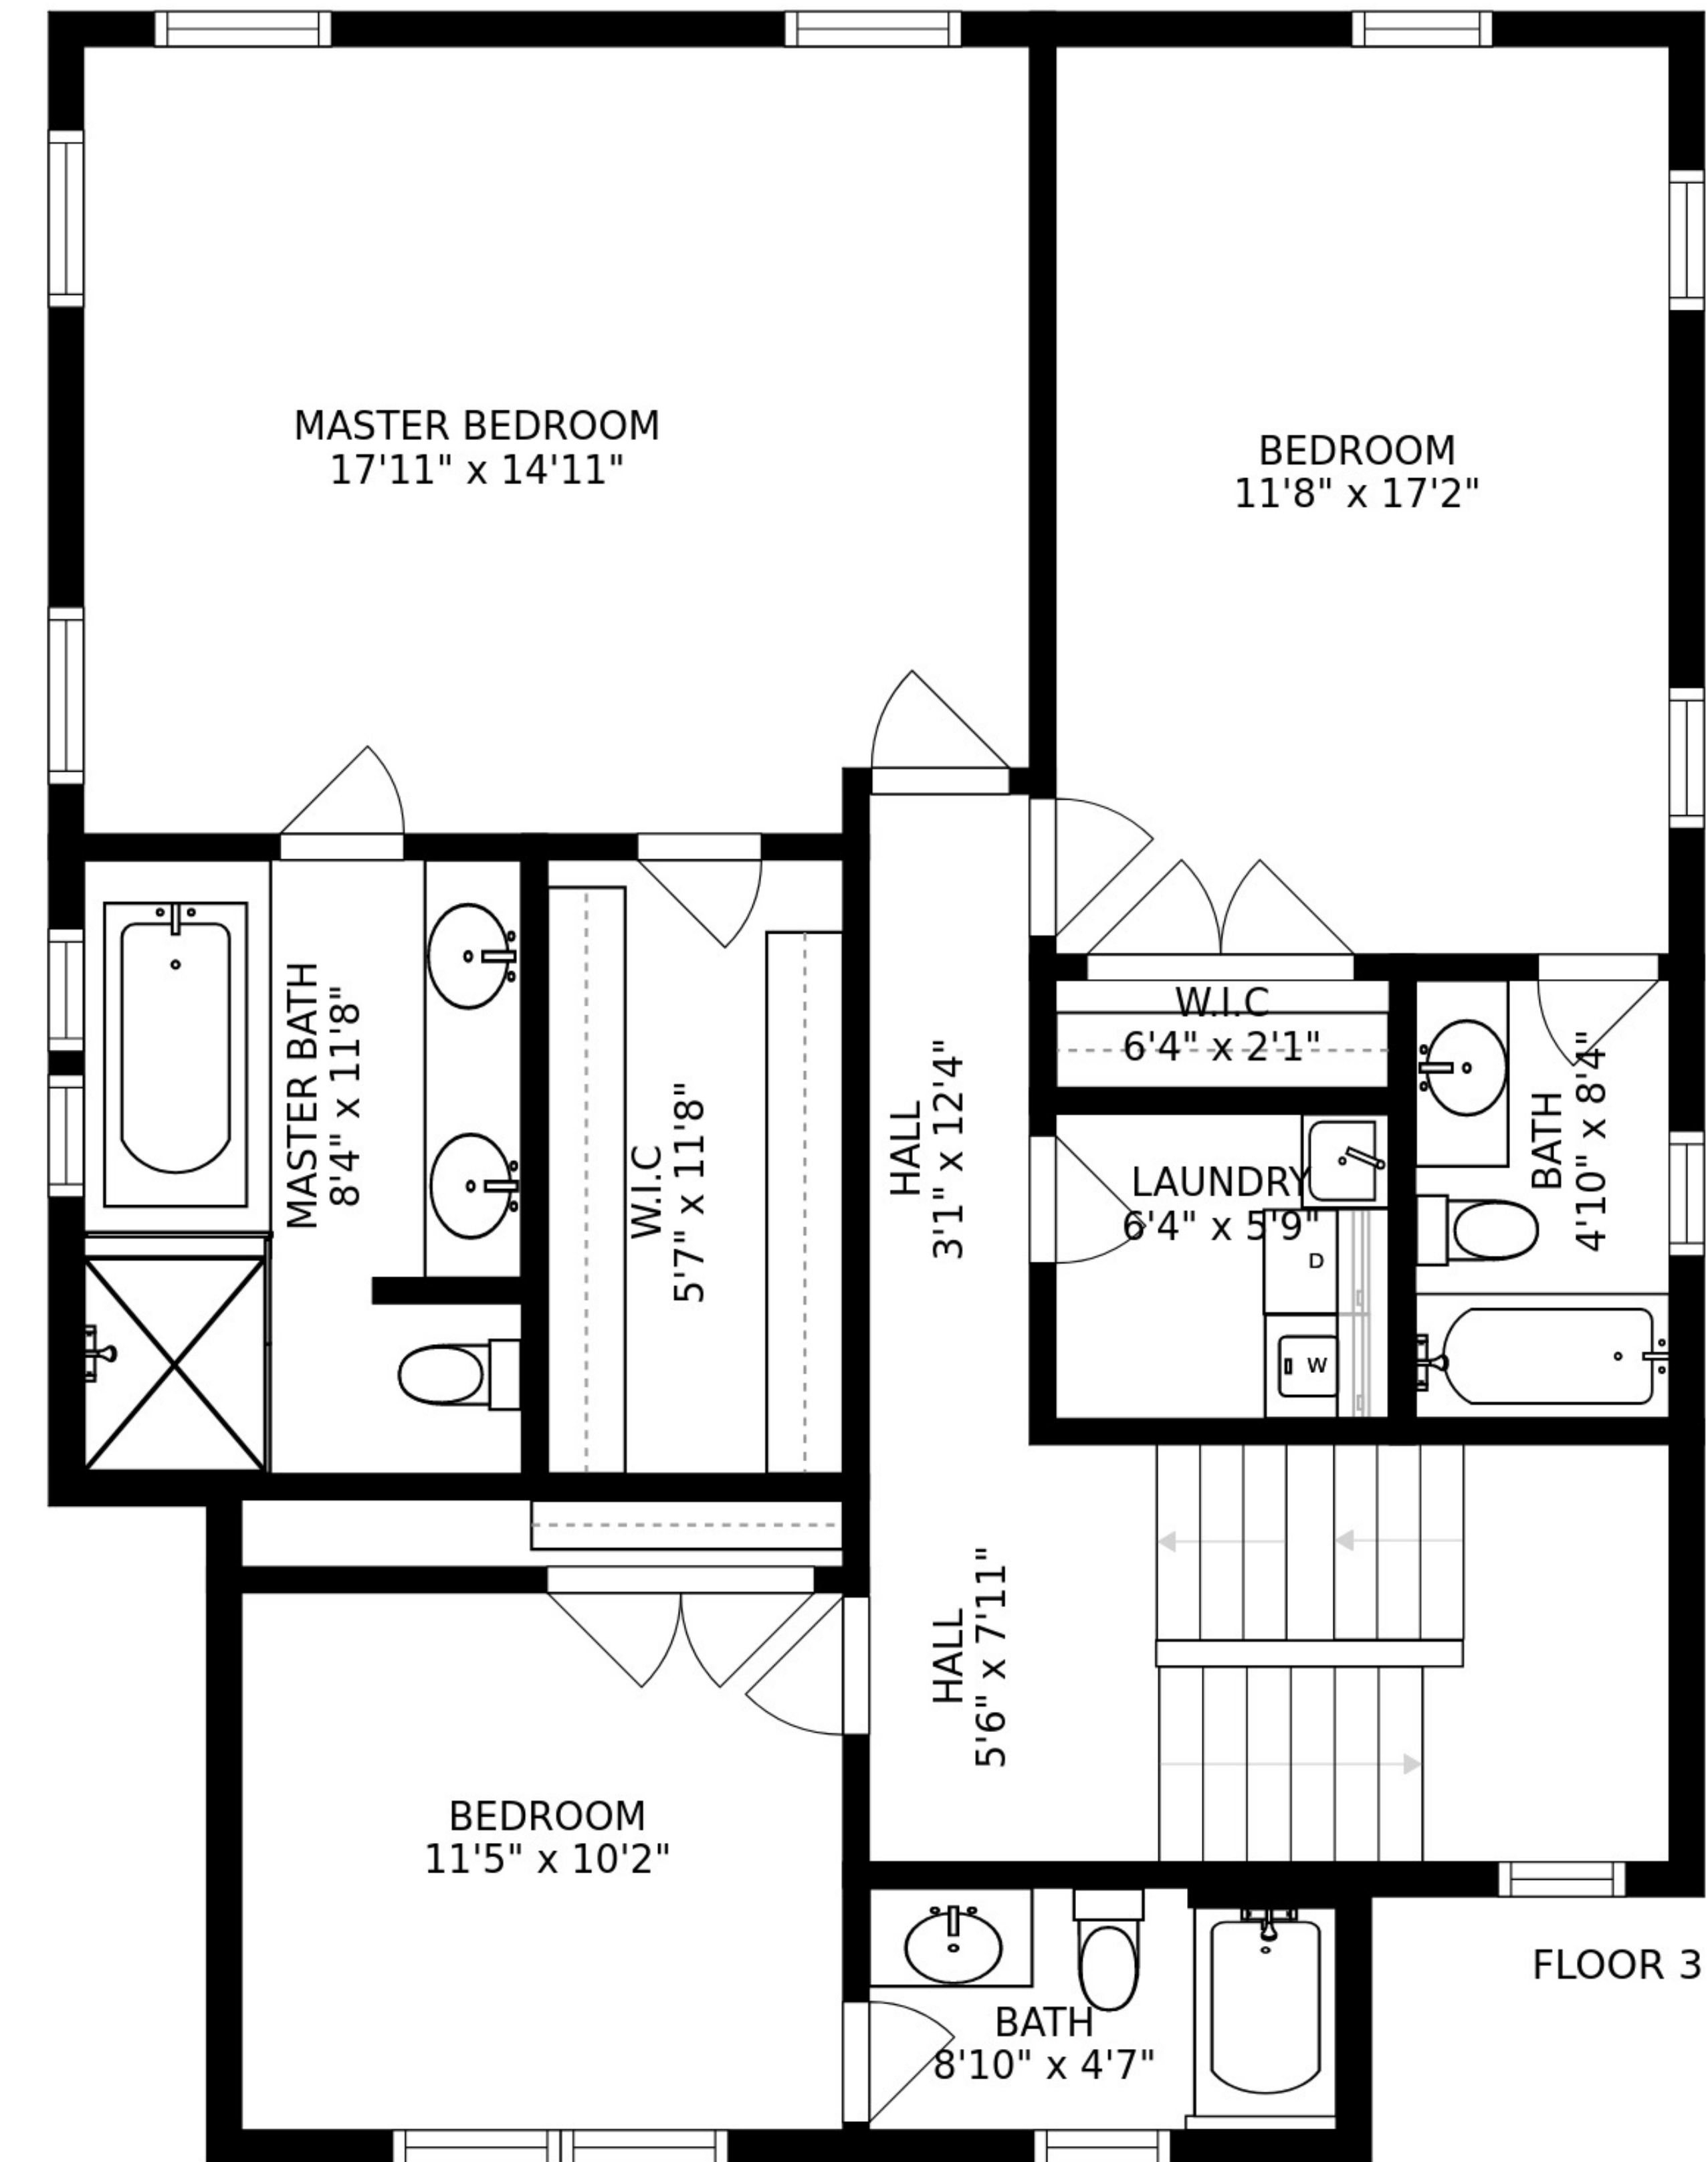 MASTER BEDROOM
17'11" x 14'11"
BEDROOM
11'8" x 17'2"
MASTER BATH
8'4" x 11'8"
W.I.C
5'7" x 11'8"
HALL
3'1" x 12'4"
W.I.C
6'4" x 2'1"
LAUNDRY
6'4" x 5'9"
D
W
BATH
4'10" x 8'4"
HALL
5'6" x 7'11"
BEDROOM
11'5" x 10'2"
BATH
8'10" x 4'7"
FLOOR 3